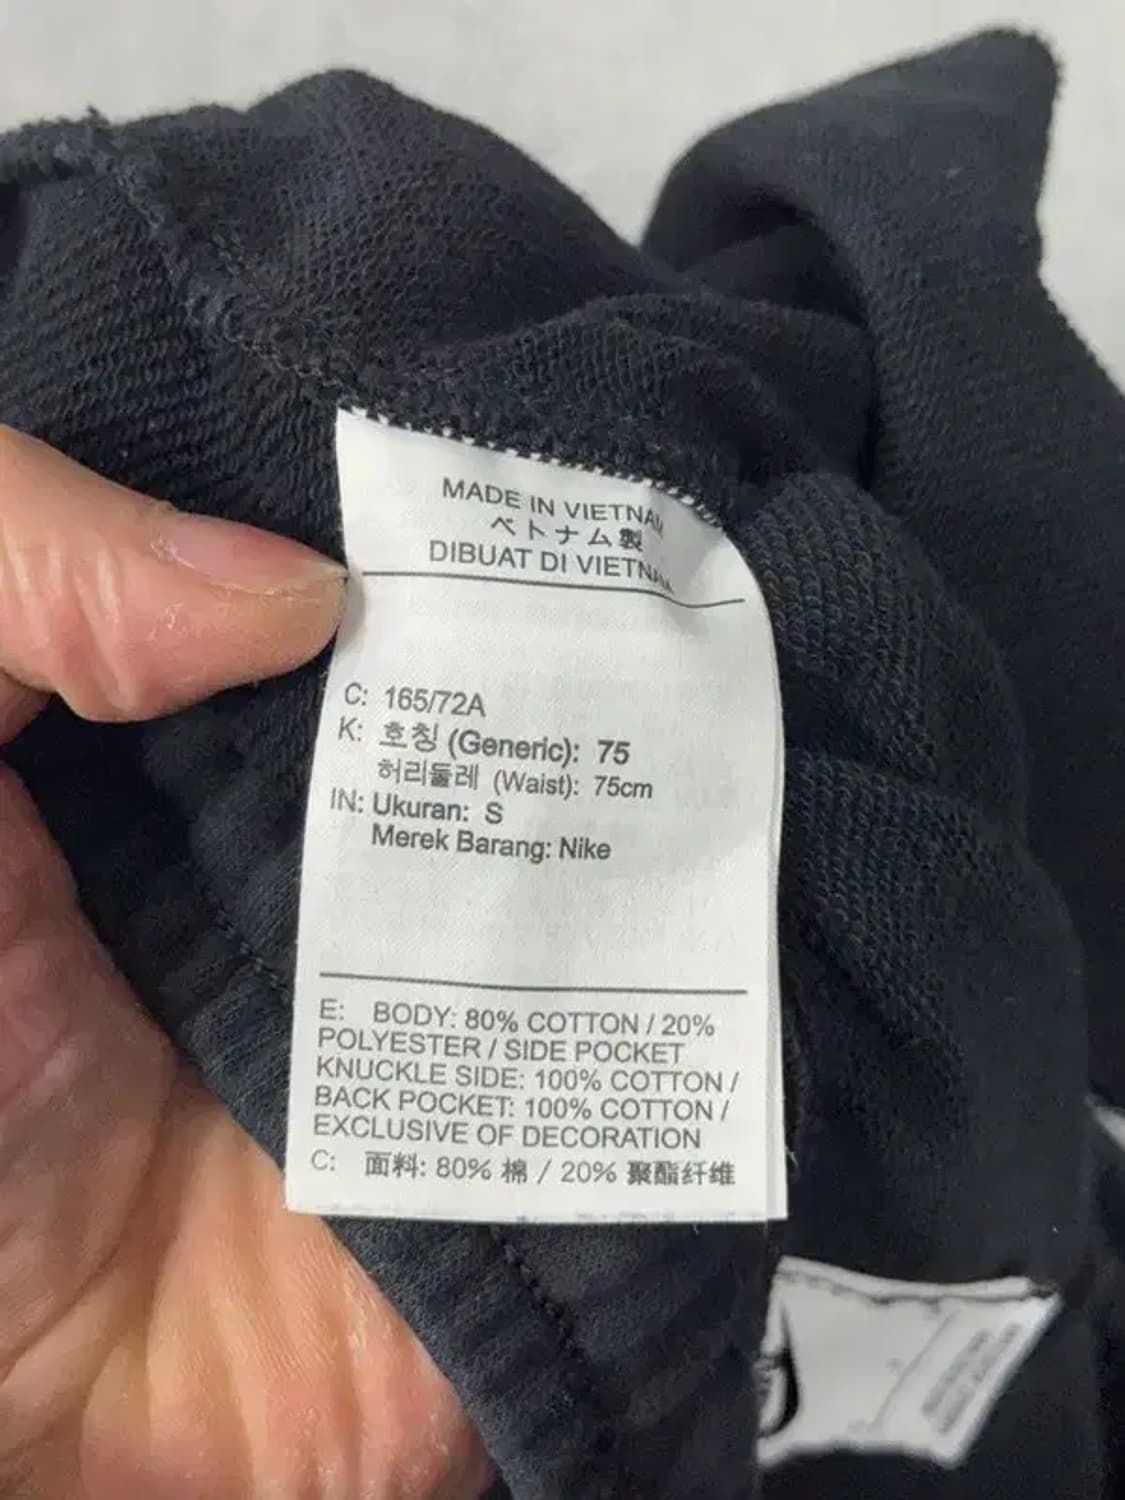 MADE IN VIETNAM
ベトナム製
DIBUAT DI VIETNAM
C: 165/72A
K: 호칭 (Generic): 75
허리둘레 (Waist): 75cm
IN: Ukuran: S
Merek Barang: Nike
E: BODY: 80% COTTON / 20%
POLYESTER / SIDE POCKET
KNUCKLE SIDE: 100% COTTON /
BACK POCKET: 100% COTTON /
EXCLUSIVE OF DECORATION
C: 面料: 80% 棉 / 20% 聚酯纤维